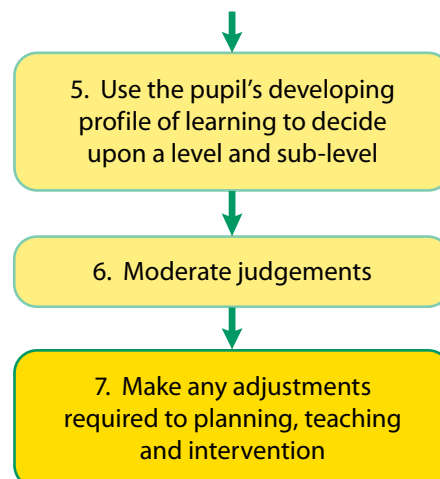 5. Use the pupil’s developing
profile of learning to decide
upon a level and sub-level
6. Moderate judgements
7. Make any adjustments
required to planning, teaching
and intervention